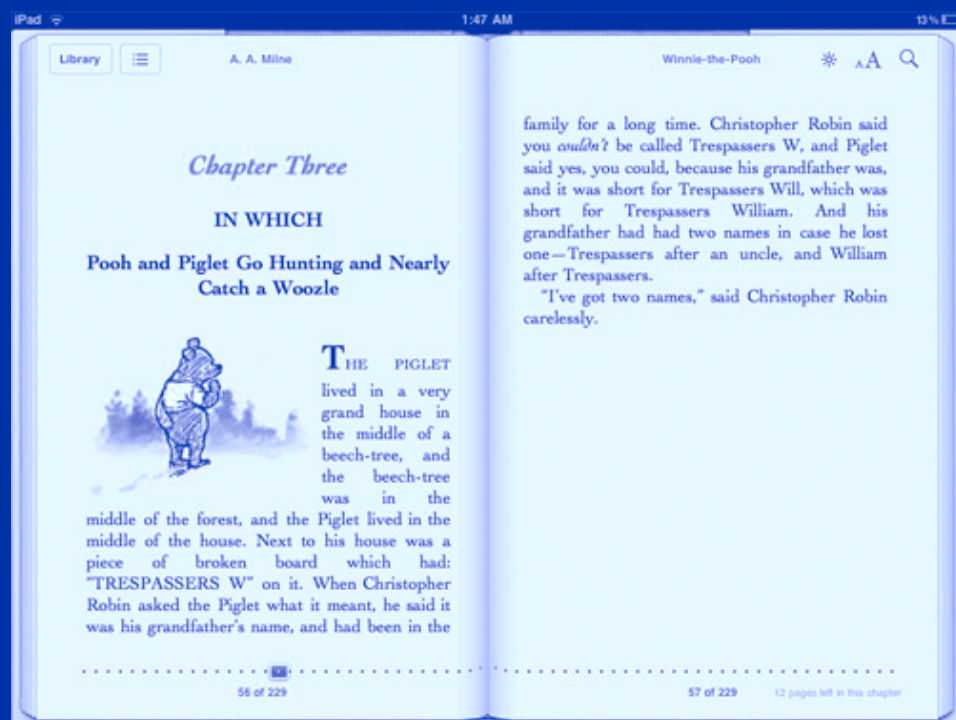 iPad
1:47 AM
13%
Library
A. A. Milne
Winnie-the-Pooh
AA
Chapter Three
IN WHICH
Pooh and Piglet Go Hunting and Nearly
Catch a Woozle
THE PIGLET
lived in a very
grand house in
the middle of a
beech-tree, and
the beech-tree
was in the
middle of the forest, and the Piglet lived in the
middle of the house. Next to his house was a
piece of broken board which had:
"TRESPASSERS W" on it. When Christopher
Robin asked the Piglet what it meant, he said it
was his grandfather's name, and had been in the
56 of 229
family for a long time. Christopher Robin said
you couldn't be called Trespassers W, and Piglet
said yes, you could, because his grandfather was,
and it was short for Trespassers Will, which was
short for Trespassers William. And his
grandfather had had two names in case he lost
one—Trespassers after an uncle, and William
after Trespassers.
"I've got two names," said Christopher Robin
carelessly.
57 of 229
12 pages left in this chapter